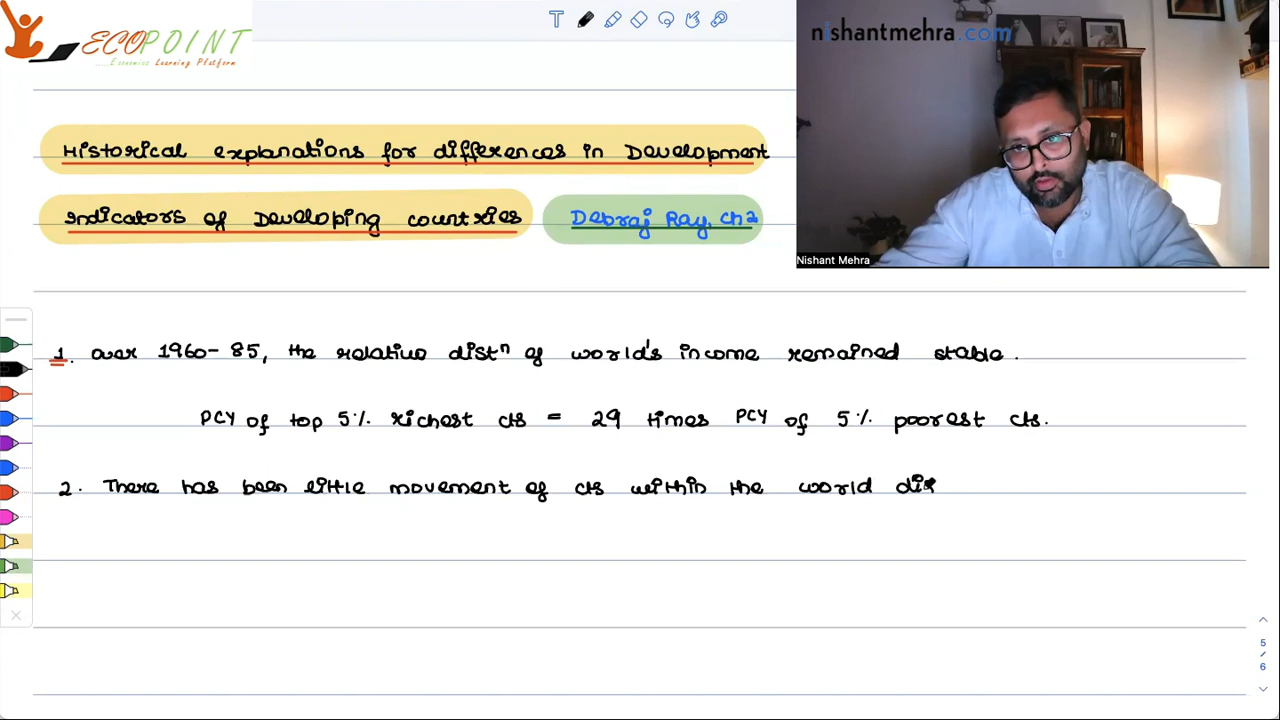 ECOPOINT
.....Economics Learning Platform
nishantmehra.com
Historical explanations for differences in Development
Indicators of Developing countries Debraj Ray, Ch2
Nishant Mehra
1. Over 1960-85, the relative distⁿ of world's income remained stable.
PCY of top 5% richest cts = 29 times PCY of 5% poorest cts.
2. There has been little movement of cts within the world dis
5
6